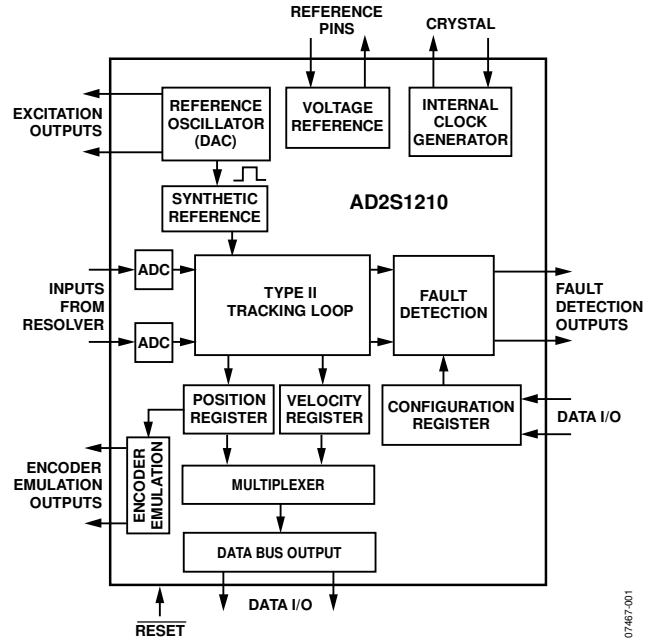 REFERENCE
PINS
CRYSTAL
EXCITATION
OUTPUTS
REFERENCE
OSCILLATOR
(DAC)
VOLTAGE
REFERENCE
INTERNAL
CLOCK
GENERATOR
SYNTHETIC
REFERENCE
AD2S1210
INPUTS
FROM
RESOLVER
ADC
ADC
TYPE II
TRACKING LOOP
FAULT
DETECTION
FAULT
DETECTION
OUTPUTS
POSITION
REGISTER
VELOCITY
REGISTER
CONFIGURATION
REGISTER
DATA I/O
ENCODER
EMULATION
OUTPUTS
ENCODER
EMULATION
MULTIPLEXER
DATA BUS OUTPUT
DATA I/O
RESET
07467-001